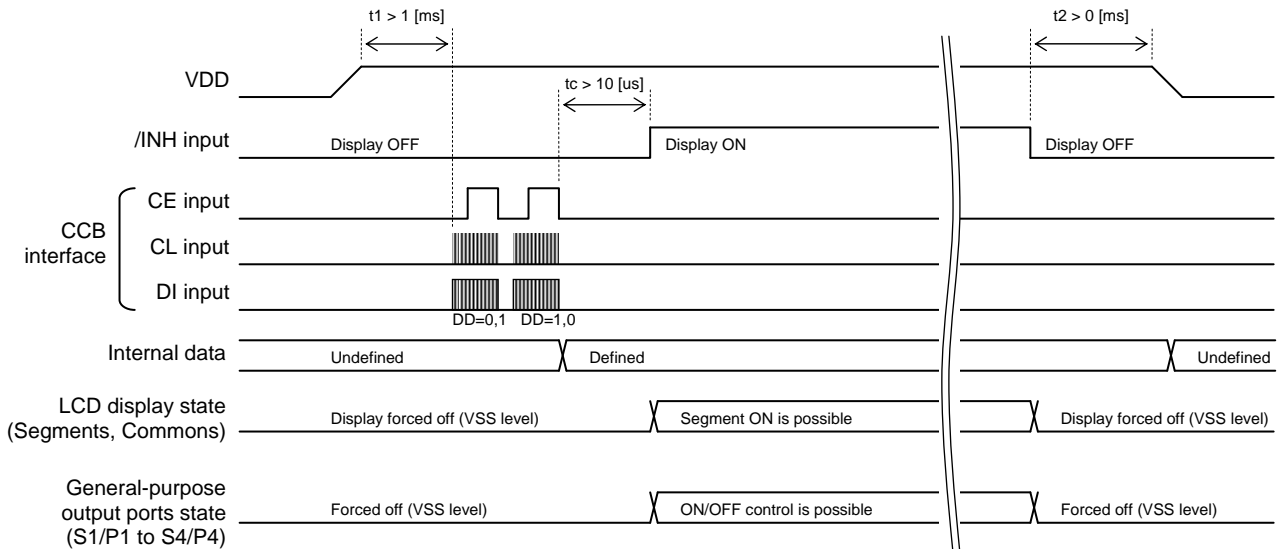 t1 > 1 [ms]
t2 > 0 [ms]
VDD
tc > 10 [us]
/INH input
Display OFF
Display ON
Display OFF
CCB
interface
CE input
CL input
DI input
DD=0,1
DD=1,0
Internal data
Undefined
Defined
Undefined
LCD display state
(Segments, Commons)
Display forced off (VSS level)
Segment ON is possible
Display forced off (VSS level)
General-purpose
output ports state
(S1/P1 to S4/P4)
Forced off (VSS level)
ON/OFF control is possible
Forced off (VSS level)